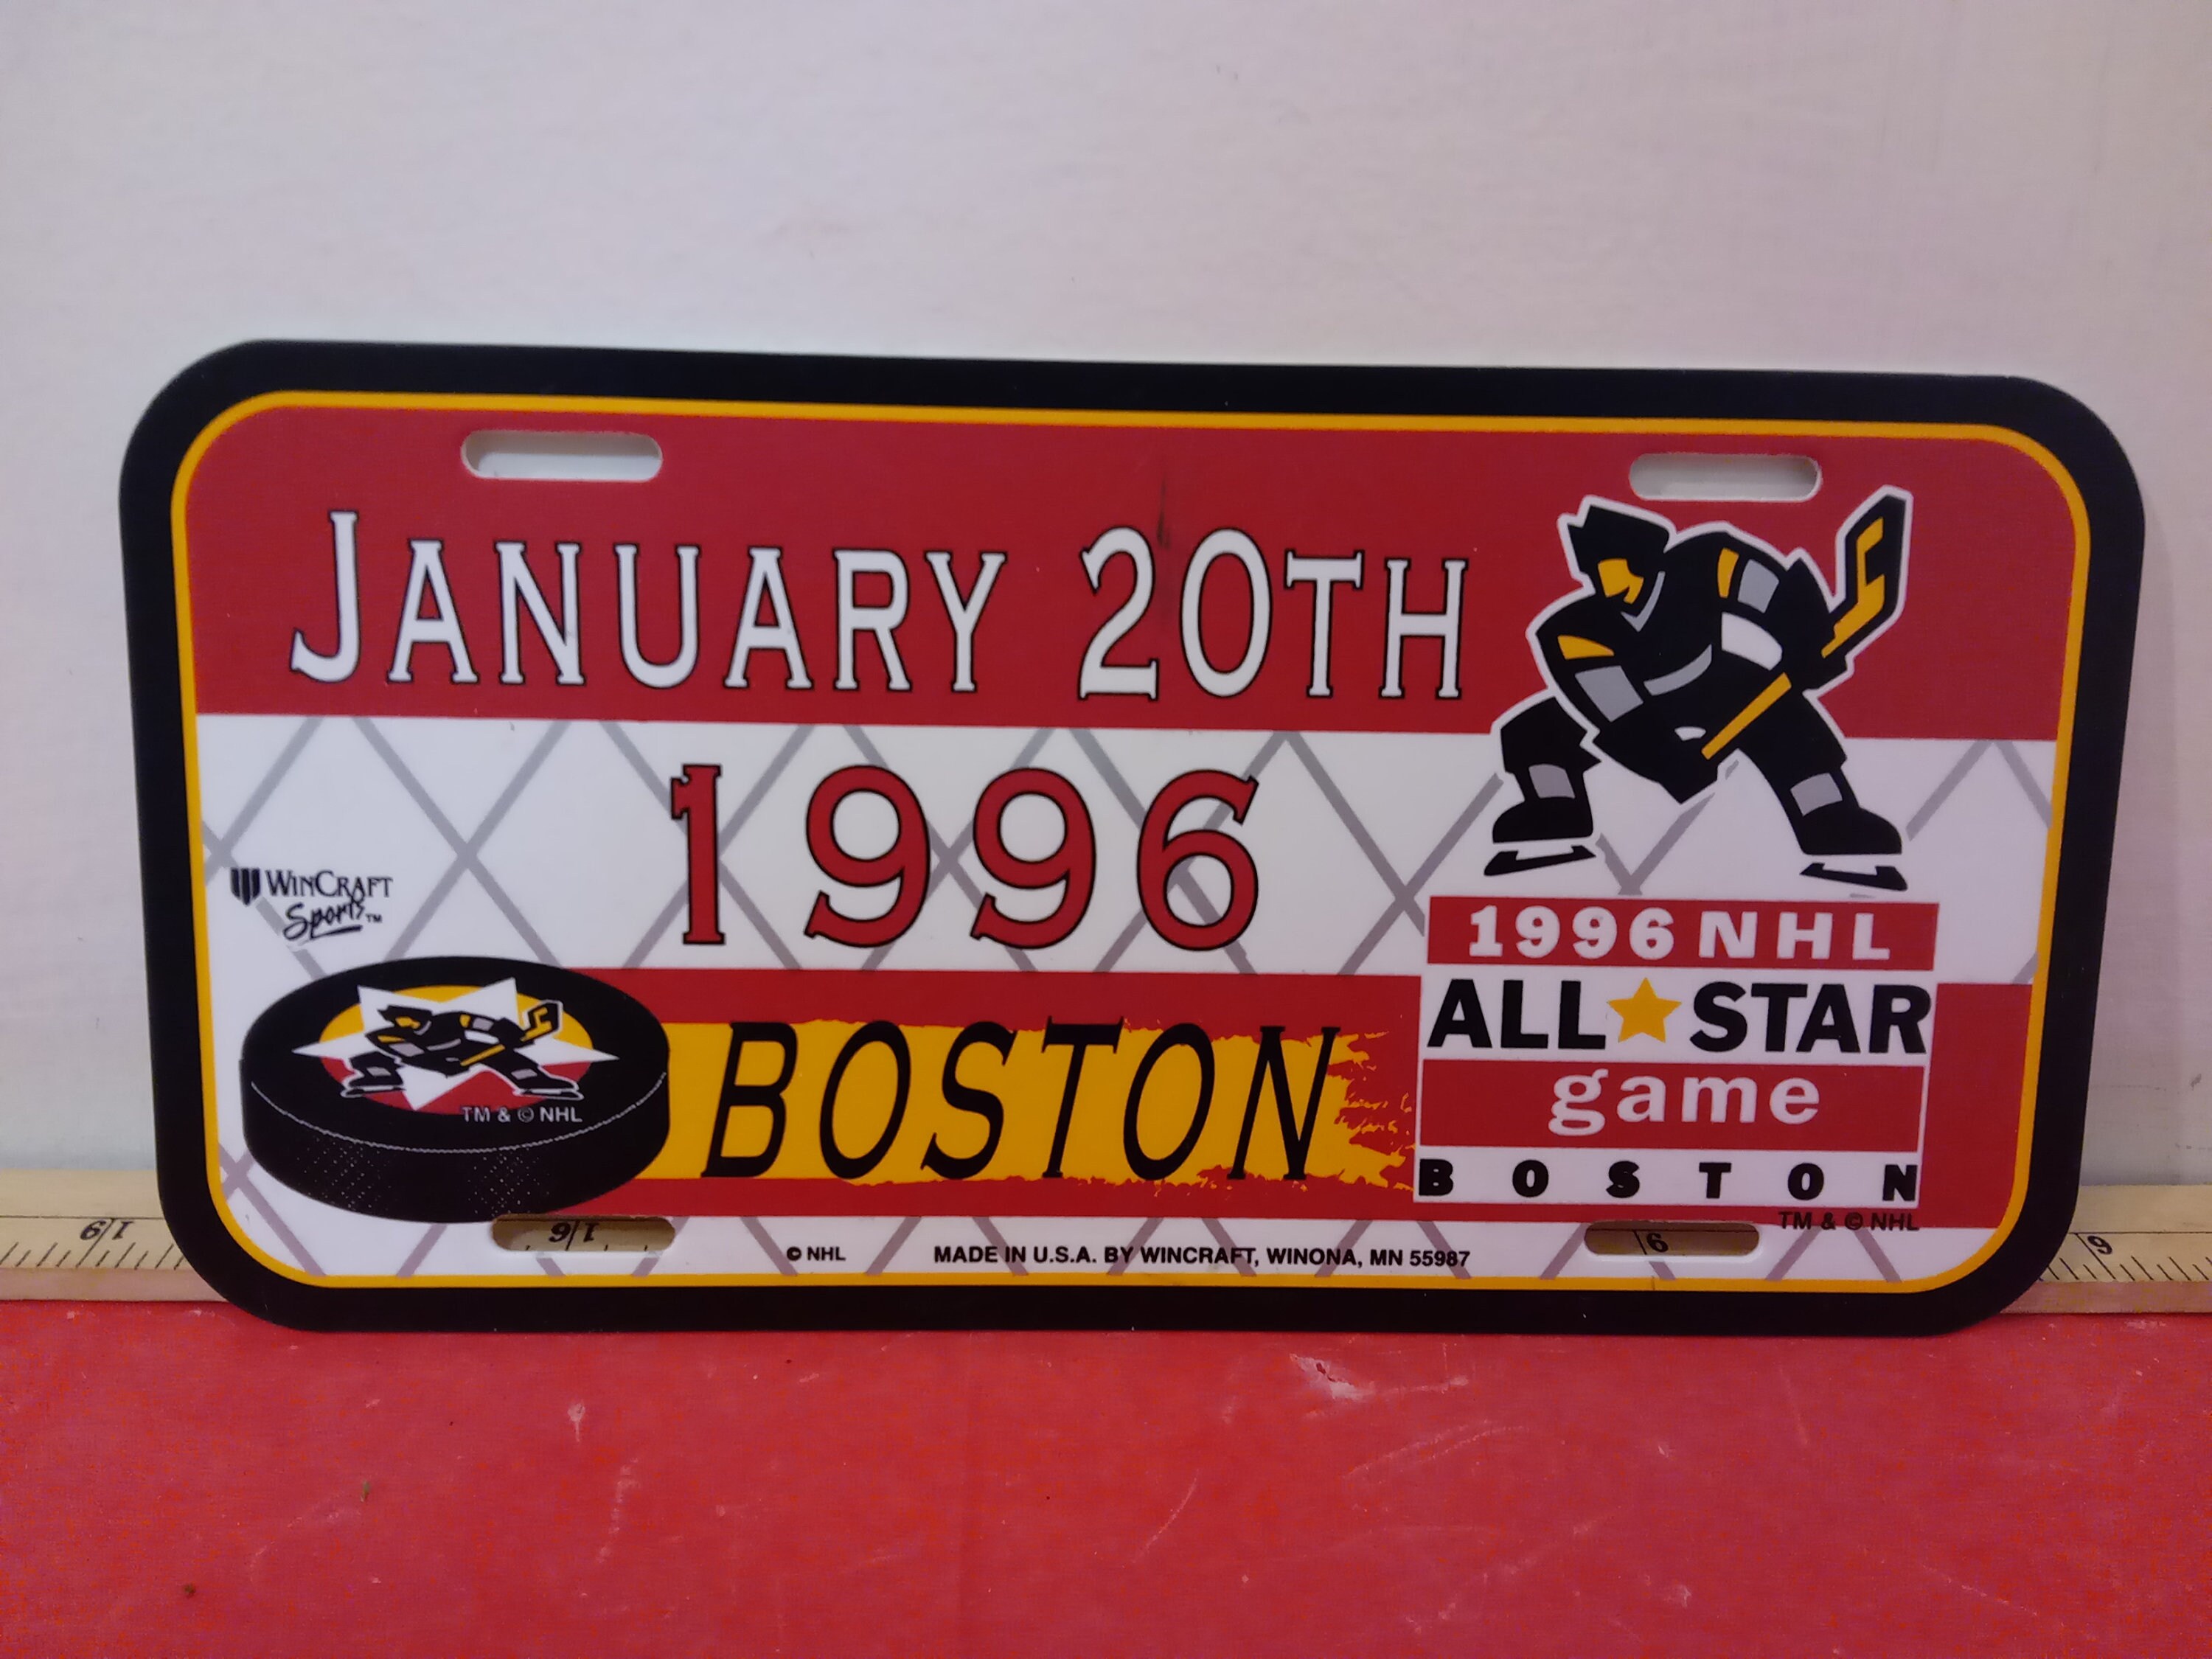 JANUARY 20TH
1996
WINCRAFT
Sports™
BOSTON
TM & © NHL
1996 NHL
ALL★STAR
game
BOSTON
TM & © NHL
© NHL
MADE IN U.S.A. BY WINCRAFT, WINONA, MN 55987